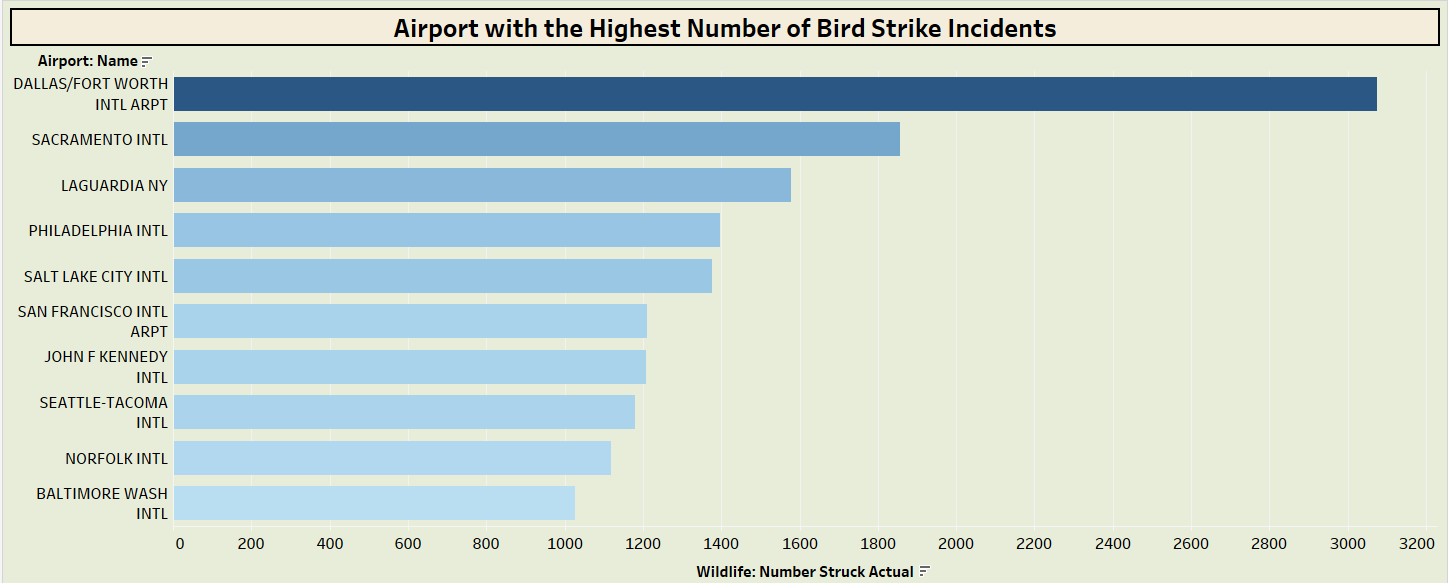 Airport with the Highest Number of Bird Strike Incidents
Airport: Name
DALLAS/FORT WORTH
INTL ARPT
SACRAMENTO INTL
LAGUARDIA NY
PHILADELPHIA INTL
SALT LAKE CITY INTL
SAN FRANCISCO INTL
ARPT
JOHN F KENNEDY
INTL
SEATTLE-TACOMA
INTL
NORFOLK INTL
BALTIMORE WASH
INTL
0 200 400 600 800 1000 1200 1400 1600 1800 2000 2200 2400 2600 2800 3000 3200
Wildlife: Number Struck Actual